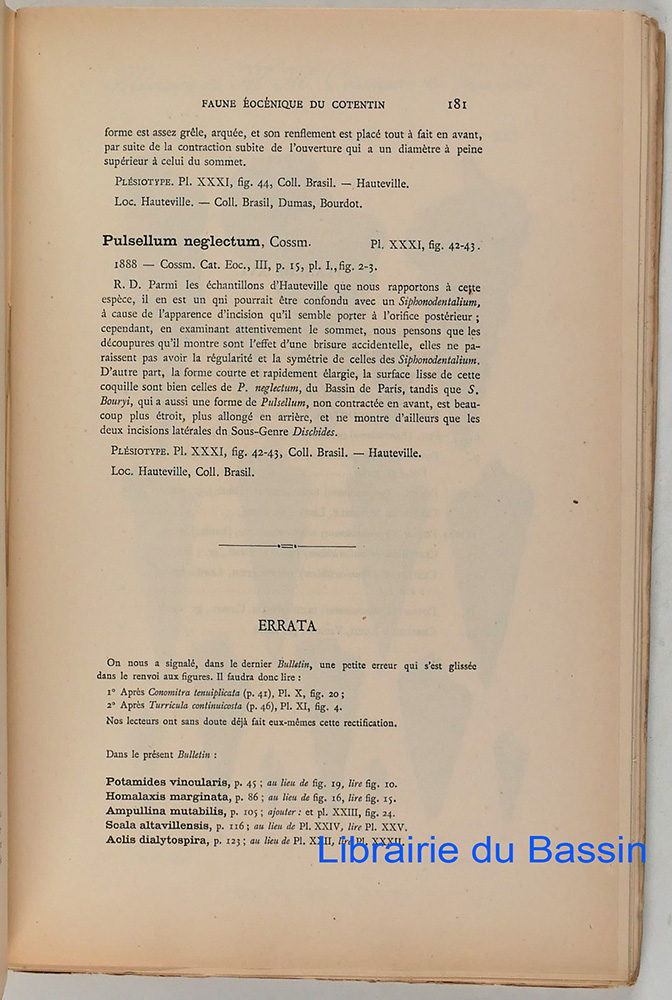 FAUNE ÉOCÉNIQUE DU COTENTIN 181
forme est assez grêle, arquée, et son renflement est placé tout à fait en avant,
par suite de la contraction subite de l'ouverture qui a un diamètre à peine
supérieur à celui du sommet.
PLÉSIOTYPE. Pl. XXXI, fig. 44, Coll. Brasil. — Hauteville.
Loc. Hauteville. — Coll. Brasil, Dumas, Bourdot.
Pulsellum neglectum, Cossm. Pl. XXXI, fig. 42-43.
1888 — Cossm. Cat. Eoc., III, p. 15, pl. I., fig. 2-3.
R. D. Parmi les échantillons d'Hauteville que nous rapportons à cette
espèce, il en est un qni pourrait être confondu avec un Siphonodentalium,
à cause de l'apparence d'incision qu'il semble porter à l'orifice postérieur ;
cependant, en examinant attentivement le sommet, nous pensons que les
découpures qu'il montre sont l'effet d'une brisure accidentelle, elles ne pa-
raissent pas avoir la régularité et la symétrie de celles des Siphonodentalium.
D'autre part, la forme courte et rapidement élargie, la surface lisse de cette
coquille sont bien celles de P. neglectum, du Bassin de Paris, tandis que S.
Bouryi, qui a aussi une forme de Pulsellum, non contractée en avant, est beau-
coup plus étroit, plus allongé en arrière, et ne montre d'ailleurs que les
deux incisions latérales dn Sous-Genre Dischides.
PLÉSIOTYPE. Pl. XXXI, fig. 42-43, Coll. Brasil. — Hauteville.
Loc. Hauteville, Coll. Brasil.
ERRATA
On nous a signalé, dans le dernier Bulletin, une petite erreur qui s'est glissée
dans le renvoi aux figures. Il faudra donc lire :
1° Après Conomitra tenuiplicata (p. 41), Pl. X, fig. 20 ;
2° Après Turricula continuicosta (p. 46), Pl. XI, fig. 4.
Nos lecteurs ont sans doute déjà fait eux-mêmes cette rectification.
Dans le présent Bulletin :
Potamides vinoularis, p. 45 ; au lieu de fig. 19, lire fig. 10.
Homalaxis marginata, p. 86 ; au lieu de fig. 16, lire fig. 15.
Ampullina mutabilis, p. 105 ; ajouter : et pl. XXIII, fig. 24.
Scala altavillensis, p. 116 ; au lieu de Pl. XXIV, lire Pl. XXV.
Aclis dialytospira, p. 123 ; au lieu de Pl. XXII, lire Pl. XXXII.
Librairie du Bassin